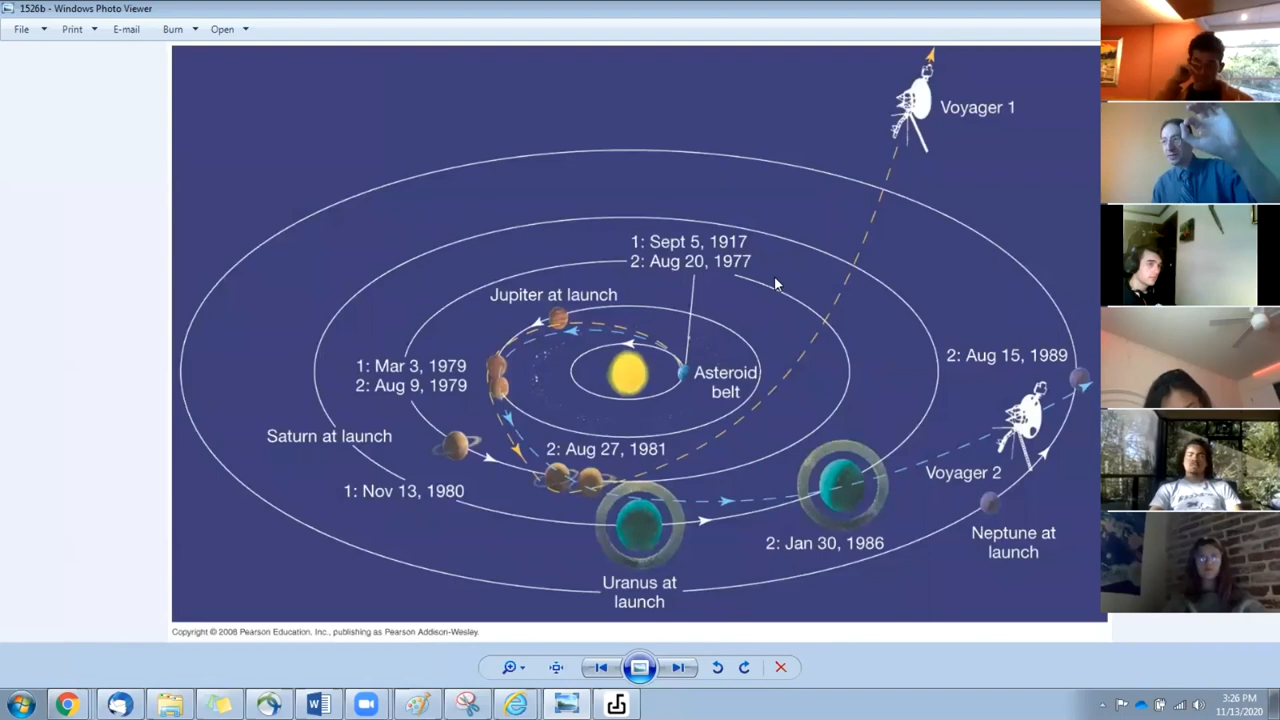 1526b - Windows Photo Viewer
File Print E-mail Burn Open
Voyager 1
1: Sept 5, 1917
2: Aug 20, 1977
Jupiter at launch
1: Mar 3, 1979
2: Aug 9, 1979
Asteroid
belt
2: Aug 15, 1989
Saturn at launch
2: Aug 27, 1981
Voyager 2
1: Nov 13, 1980
2: Jan 30, 1986
Neptune at
launch
Uranus at
launch
Copyright © 2008 Pearson Education, Inc., publishing as Pearson Addison-Wesley.
3:26 PM
11/13/2020